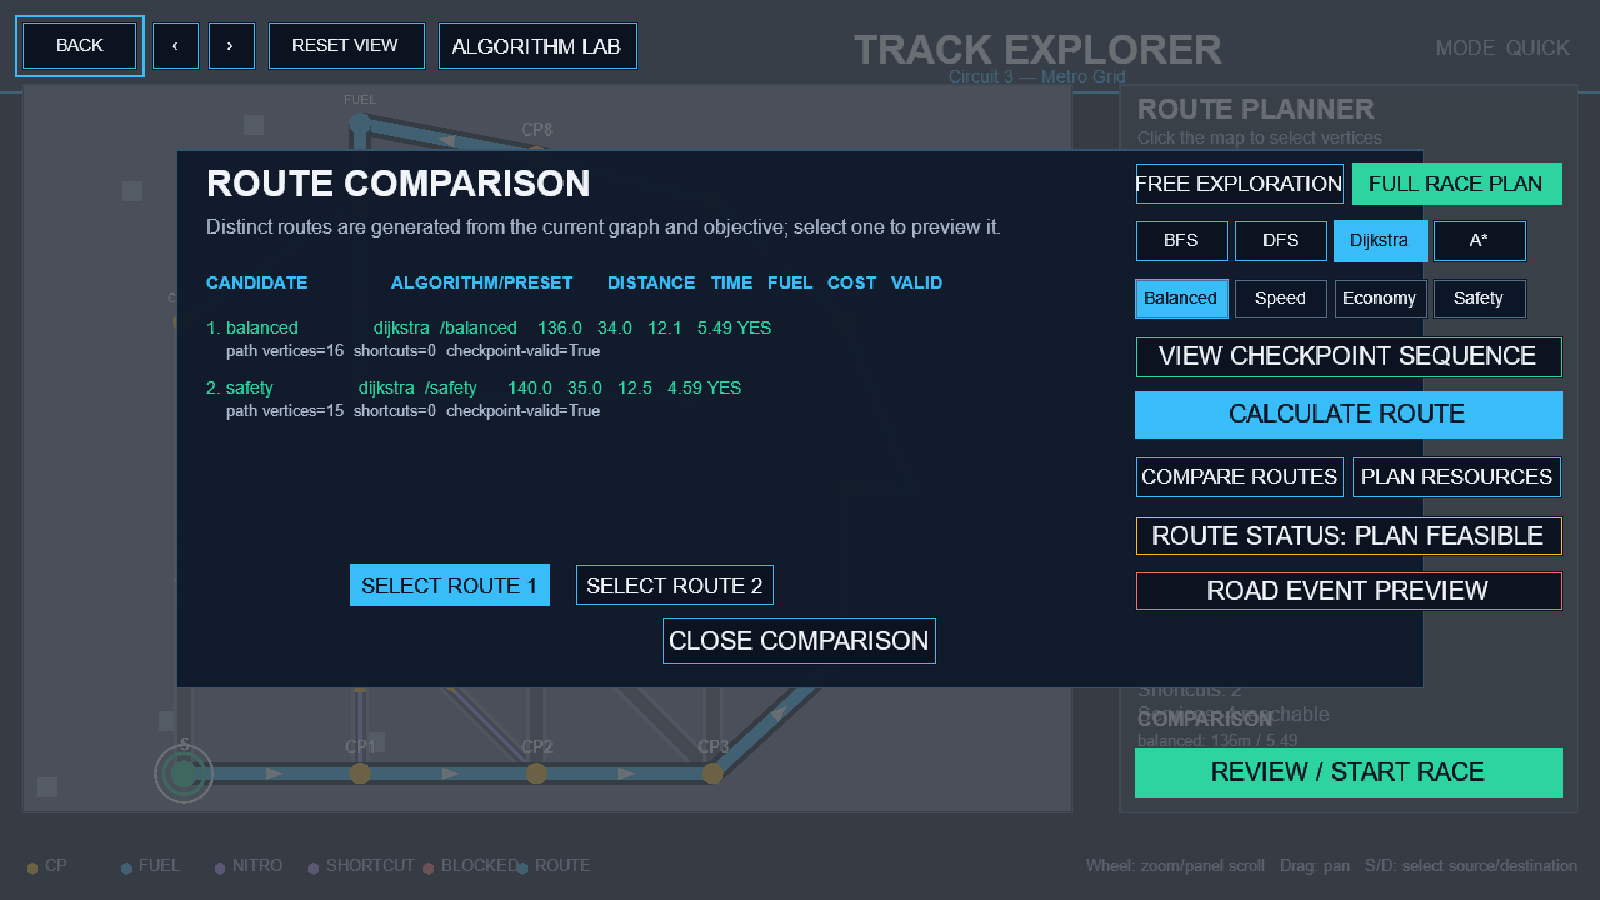 BACK
‹
›
RESET VIEW
ALGORITHM LAB
TRACK EXPLORER
Circuit 3 — Metro Grid
MODE QUICK
FUEL
CP8
ROUTE PLANNER
Click the map to select vertices
ROUTE COMPARISON
Distinct routes are generated from the current graph and objective; select one to preview it.
CANDIDATE ALGORITHM/PRESET DISTANCE TIME FUEL COST VALID
1. balanced dijkstra /balanced 136.0 34.0 12.1 5.49 YES
path vertices=16 shortcuts=0 checkpoint-valid=True
2. safety dijkstra /safety 140.0 35.0 12.5 4.59 YES
path vertices=15 shortcuts=0 checkpoint-valid=True
SELECT ROUTE 1
SELECT ROUTE 2
CLOSE COMPARISON
FREE EXPLORATION
FULL RACE PLAN
BFS
DFS
Dijkstra
A*
Balanced
Speed
Economy
Safety
VIEW CHECKPOINT SEQUENCE
CALCULATE ROUTE
COMPARE ROUTES
PLAN RESOURCES
ROUTE STATUS: PLAN FEASIBLE
ROAD EVENT PREVIEW
Shortcuts: 2
COMPARISON
balanced: 136m / 5.49
REVIEW / START RACE
S
CP1
CP2
CP3
CP
FUEL
NITRO
SHORTCUT
BLOCKED
ROUTE
Wheel: zoom/panel scroll Drag: pan S/D: select source/destination